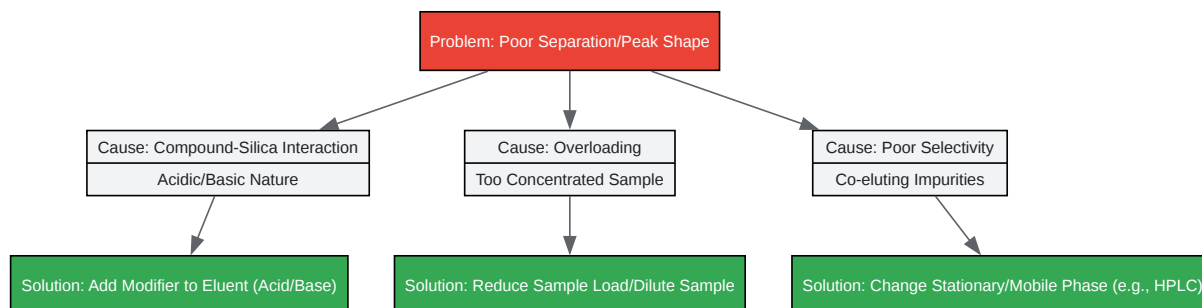 Problem: Poor Separation/Peak Shape
Cause: Compound-Silica Interaction
Acidic/Basic Nature
Cause: Overloading
Too Concentrated Sample
Cause: Poor Selectivity
Co-eluting Impurities
Solution: Add Modifier to Eluent (Acid/Base)
Solution: Reduce Sample Load/Dilute Sample
Solution: Change Stationary/Mobile Phase (e.g., HPLC)